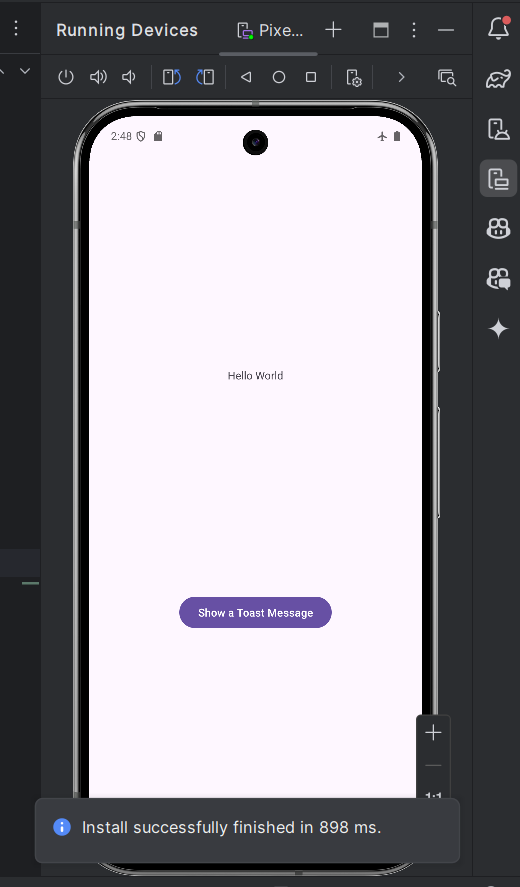 Running Devices
Pixe...
2:48
Hello World
Show a Toast Message
1:1
Install successfully finished in 898 ms.